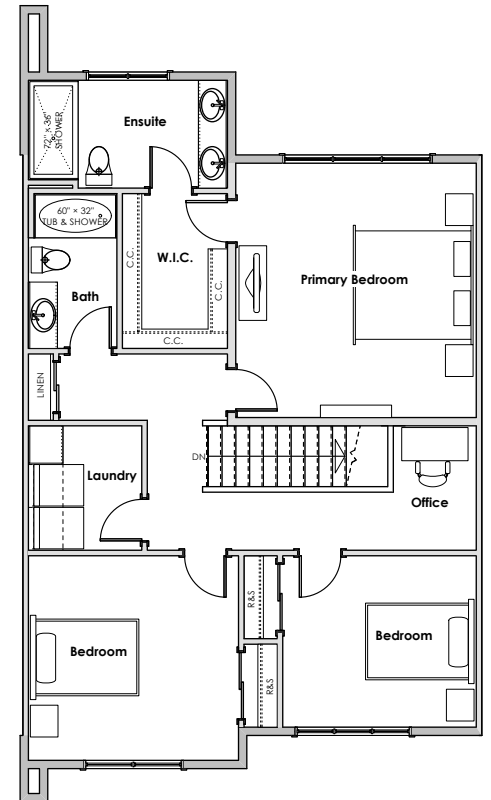 Ensuite
72" × 36"
SHOWER
60" × 32"
TUB & SHOWER
W.I.C.
C.C.
C.C.
C.C.
Primary Bedroom
Bath
LINEN
DN
Laundry
Office
R&S
R&S
Bedroom
Bedroom